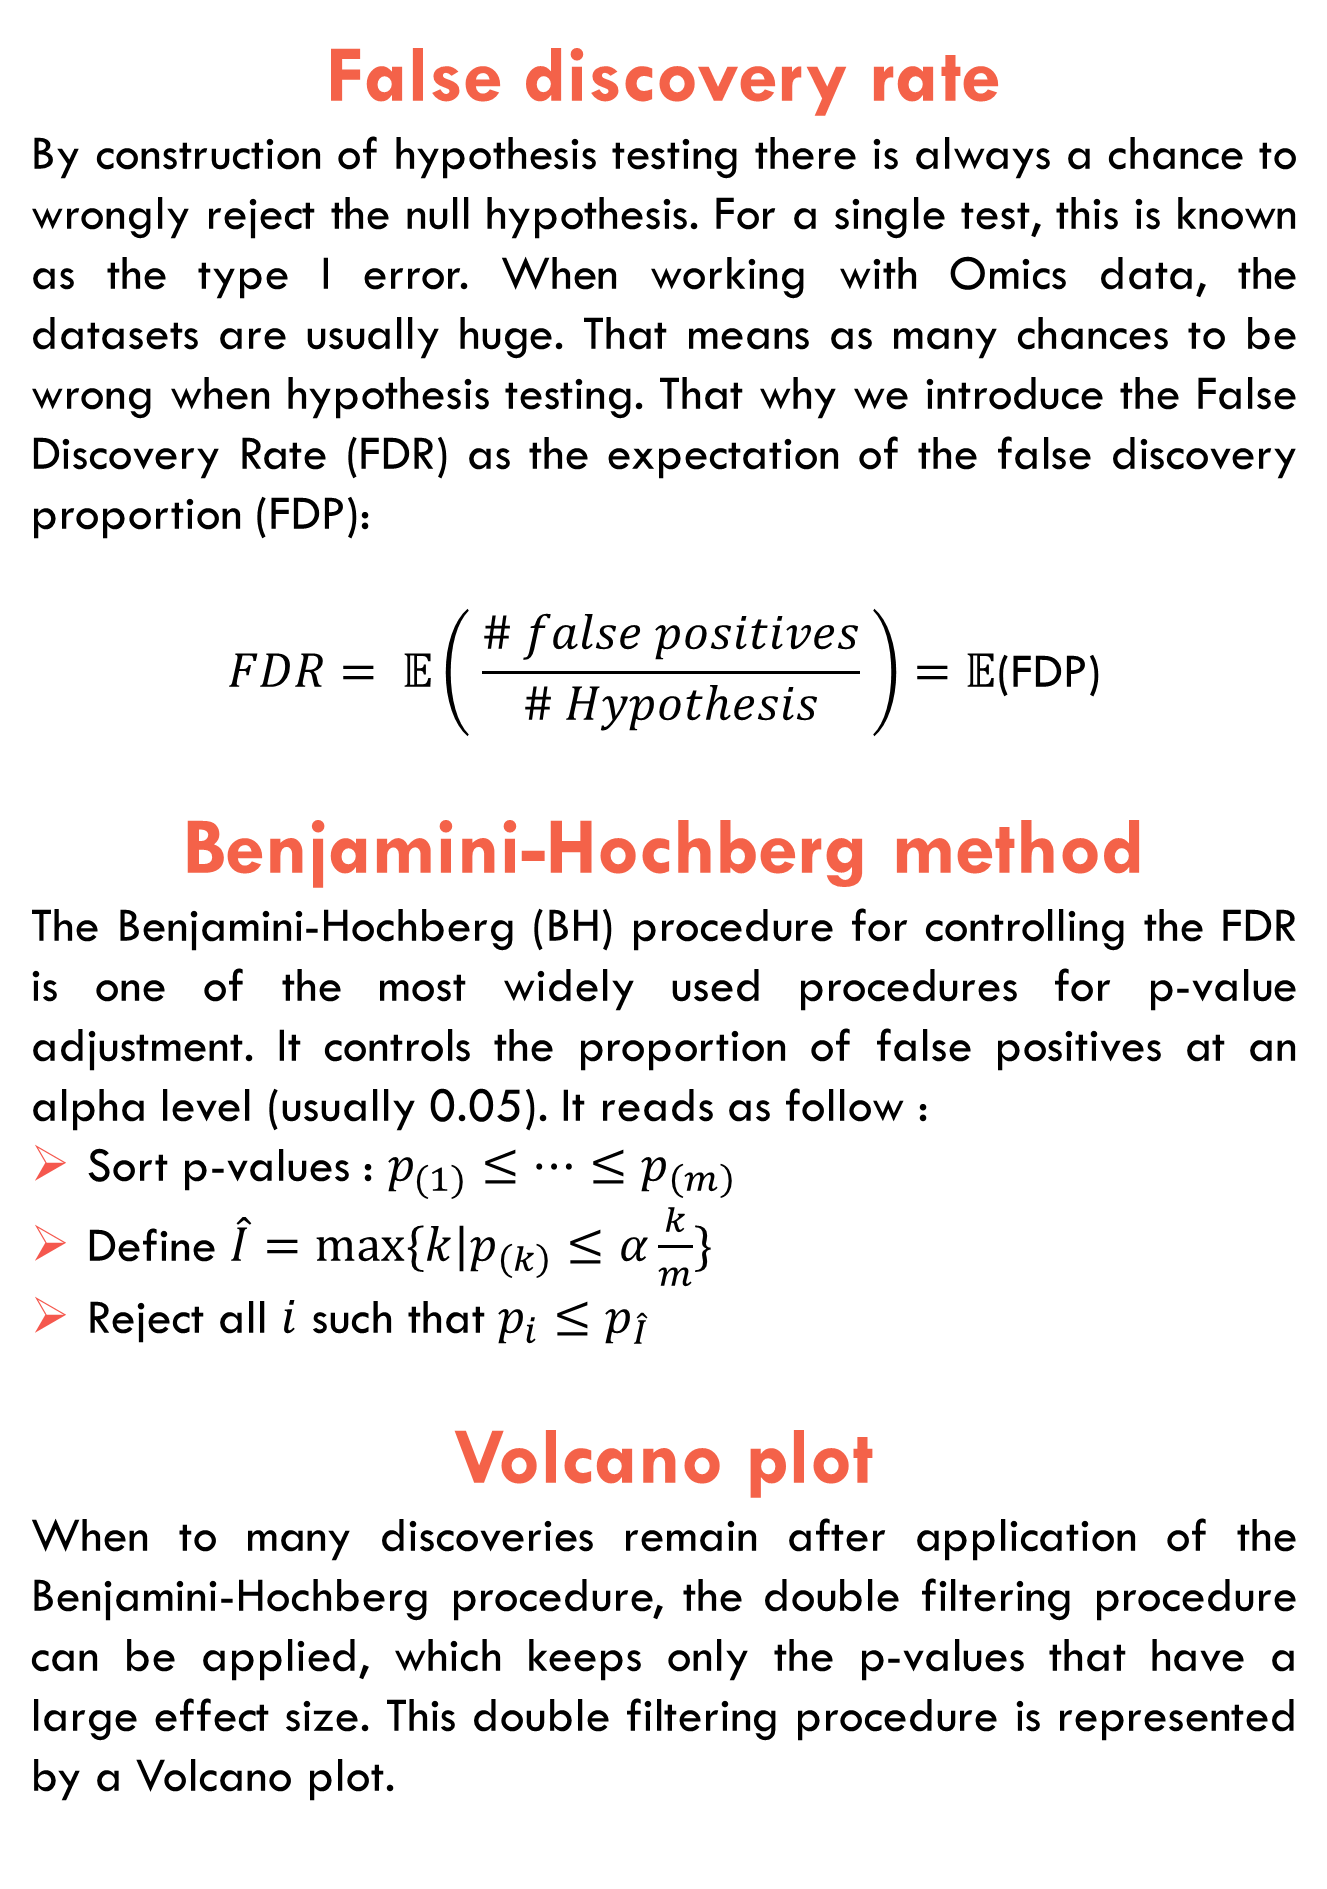 False discovery rate
By construction of hypothesis testing there is always a chance to
wrongly reject the null hypothesis. For a single test, this is known
as the type I error. When working with Omics data, the
datasets are usually huge. That means as many chances to be
wrong when hypothesis testing. That why we introduce the False
Discovery Rate (FDR) as the expectation of the false discovery
proportion (FDP):
FDR = 𝔼(# false positives / # Hypothesis) = 𝔼(FDP)
Benjamini-Hochberg method
The Benjamini-Hochberg (BH) procedure for controlling the FDR
is one of the most widely used procedures for p-value
adjustment. It controls the proportion of false positives at an
alpha level (usually 0.05). It reads as follow :
➢ Sort p-values : p_(1) ≤ ⋯ ≤ p_(m)
➢ Define Î = max{k|p_(k) ≤ α k/m}
➢ Reject all i such that p_i ≤ p_Î
Volcano plot
When to many discoveries remain after application of the
Benjamini-Hochberg procedure, the double filtering procedure
can be applied, which keeps only the p-values that have a
large effect size. This double filtering procedure is represented
by a Volcano plot.